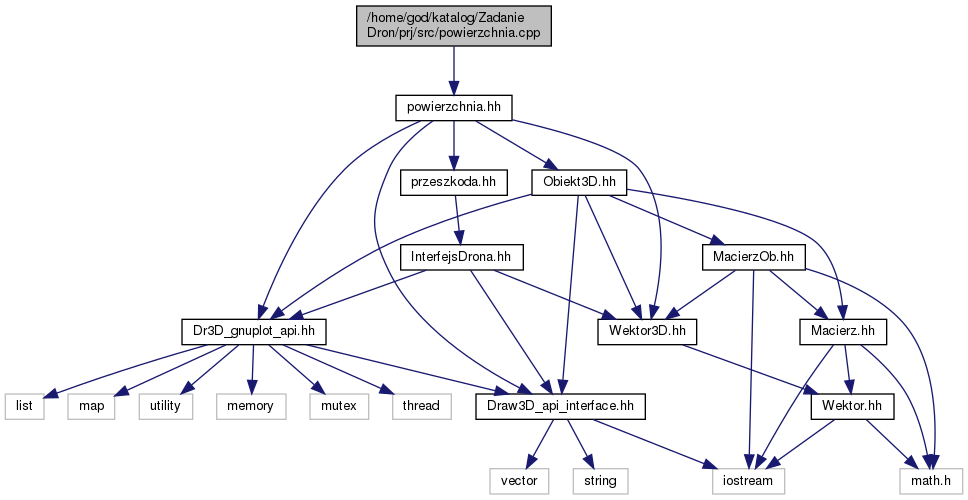 /home/god/katalog/Zadanie
Dron/prj/src/powierzchnia.cpp
powierzchnia.hh
przeszkoda.hh
Obiekt3D.hh
InterfejsDrona.hh
MacierzOb.hh
Dr3D_gnuplot_api.hh
Wektor3D.hh
Macierz.hh
list
map
utility
memory
mutex
thread
Draw3D_api_interface.hh
Wektor.hh
vector
string
iostream
math.h